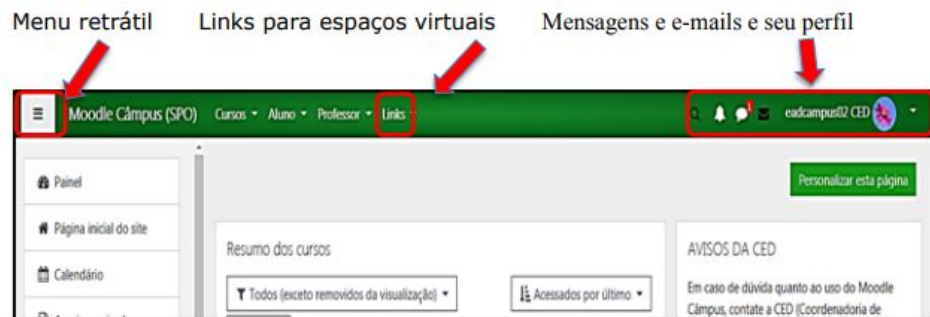 Menu retrátil Links para espaços virtuais Mensagens e e-mails e seu perfil
Moodle Câmpus (SPO) Cursos Aluno Professor Links 1 eadcampus02 CED
Personalizar esta página
Painel
Página inicial do site
Calendário
Resumo dos cursos
Todos (exceto removidos da visualização) Acessados por último
AVISOS DA CED
Em caso de dúvida quanto ao uso do Moodle
Câmpus, contate a CED (Coordenadoria de